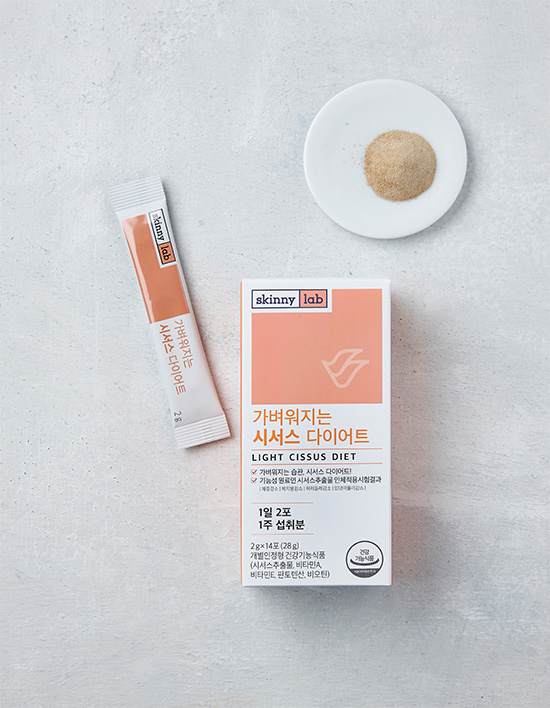 skinny lab
가벼워지는
시서스 다이어트
2g
skinny lab
가벼워지는
시서스 다이어트
LIGHT CISSUS DIET
가벼워지는 습관, 시서스 다이어트!
기능성 원료인 시서스추출물 인체적용시험결과
1일 2포
1주 섭취분
2g×14포(28g)
개별인정형 건강기능식품
(시서스추출물, 비타민A,
비타민E, 판토텐산, 비오틴)
건강
기능식품